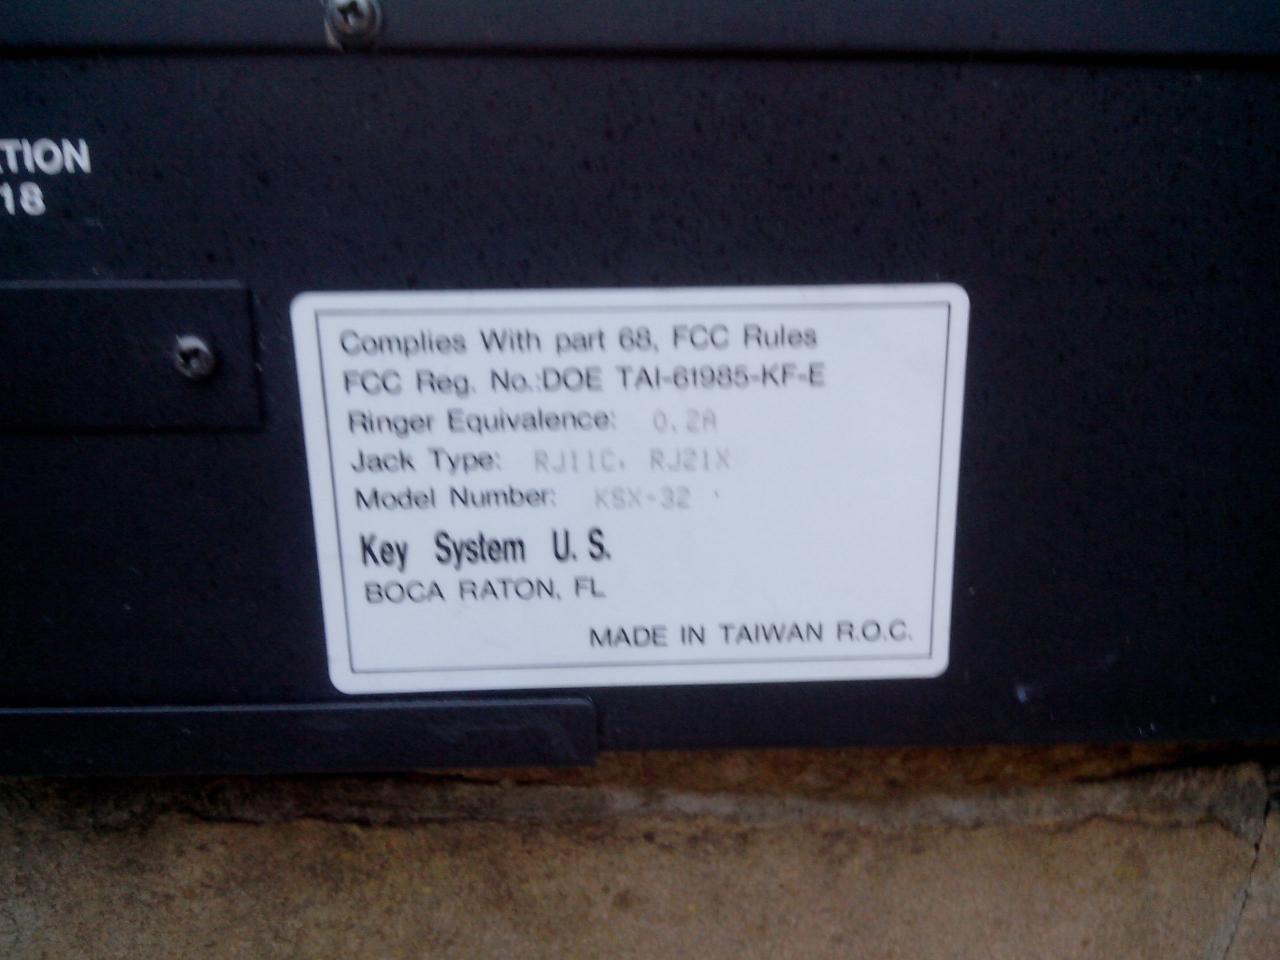 TION
18
Complies With part 68, FCC Rules
FCC Reg. No.:DOE TAI-61985-KF-E
Ringer Equivalence: 0.2A
Jack Type: RJ11C, RJ21X
Model Number: KSX-32
Key System U. S.
BOCA RATON, FL
MADE IN TAIWAN R.O.C.